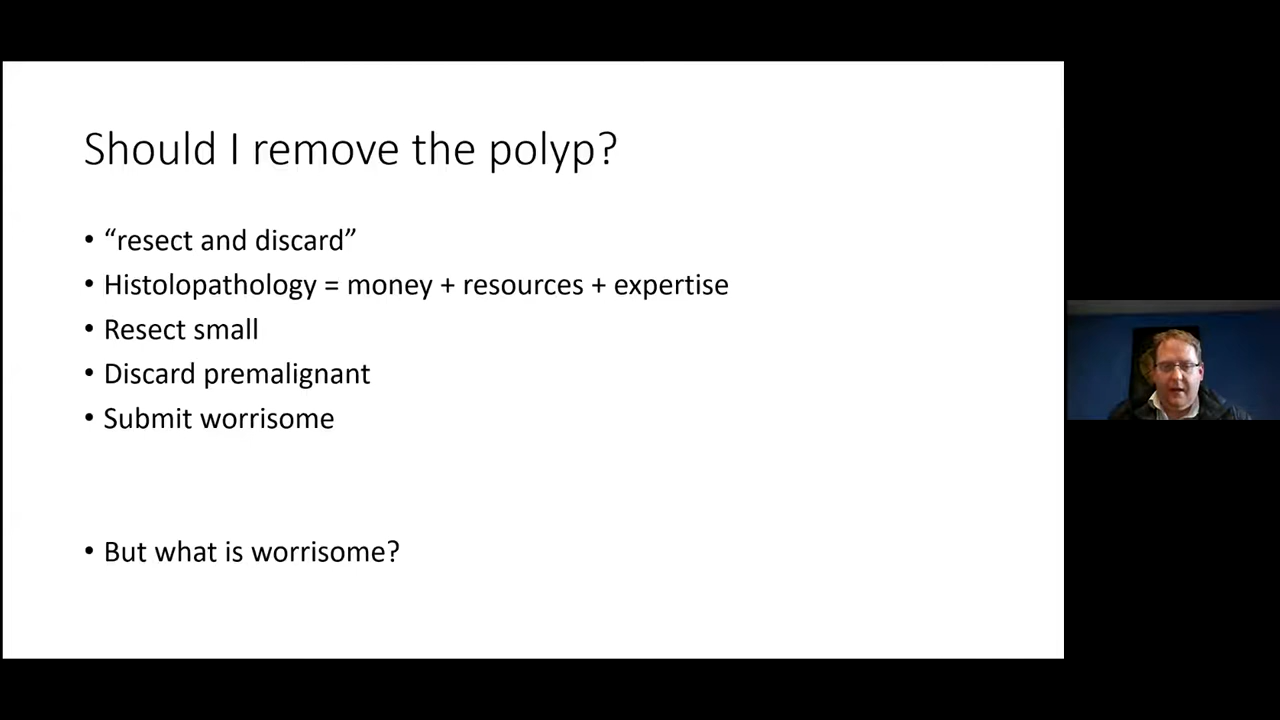 Should I remove the polyp?
• “resect and discard”
• Histolopathology = money + resources + expertise
• Resect small
• Discard premalignant
• Submit worrisome
• But what is worrisome?